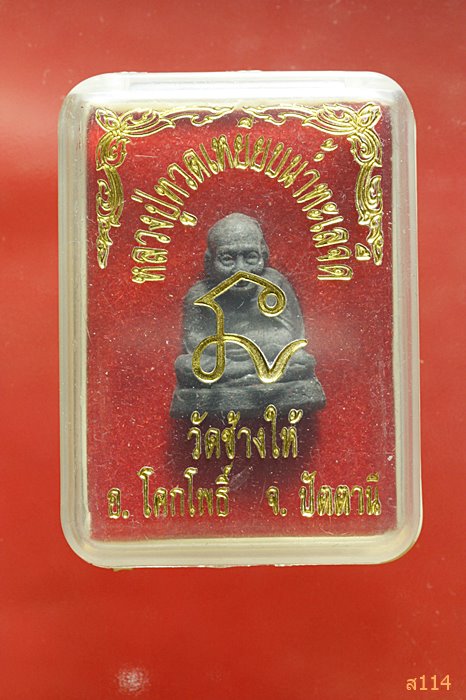 หลวงปู่ทวดเหยียบน้ำทะเลจืด
วัดช้างให้
อ. โคกโพธิ์ จ. ปัตตานี
ส114